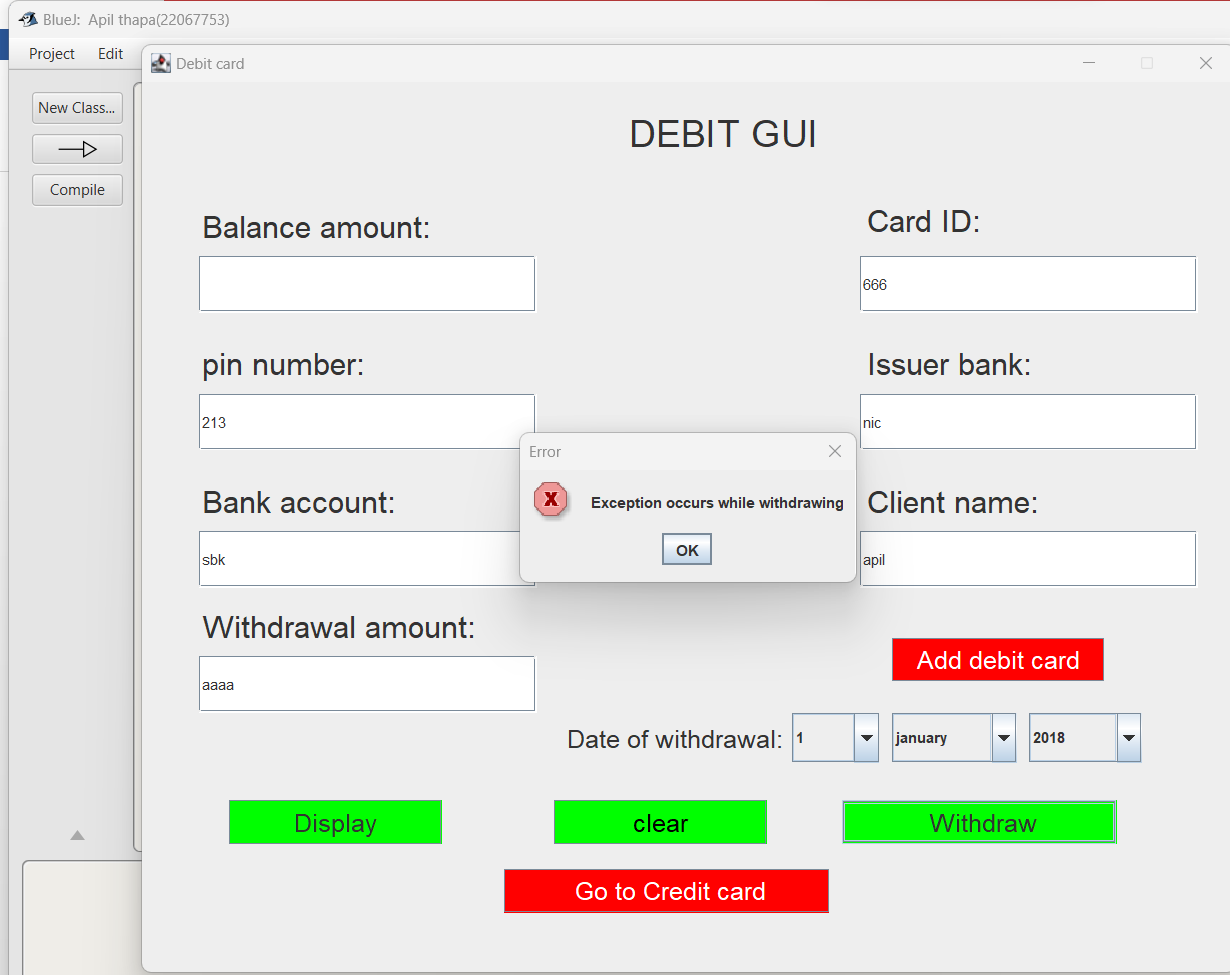 BlueJ:  Apil thapa(22067753)
Project Edit
Debit card
New Class...
Compile
DEBIT GUI
Balance amount:
Card ID:
666
pin number:
Issuer bank:
213
nic
Error
Exception occurs while withdrawing
OK
Bank account:
Client name:
sbk
apil
Withdrawal amount:
aaaa
Add debit card
Date of withdrawal: 1 january 2018
Display clear Withdraw
Go to Credit card